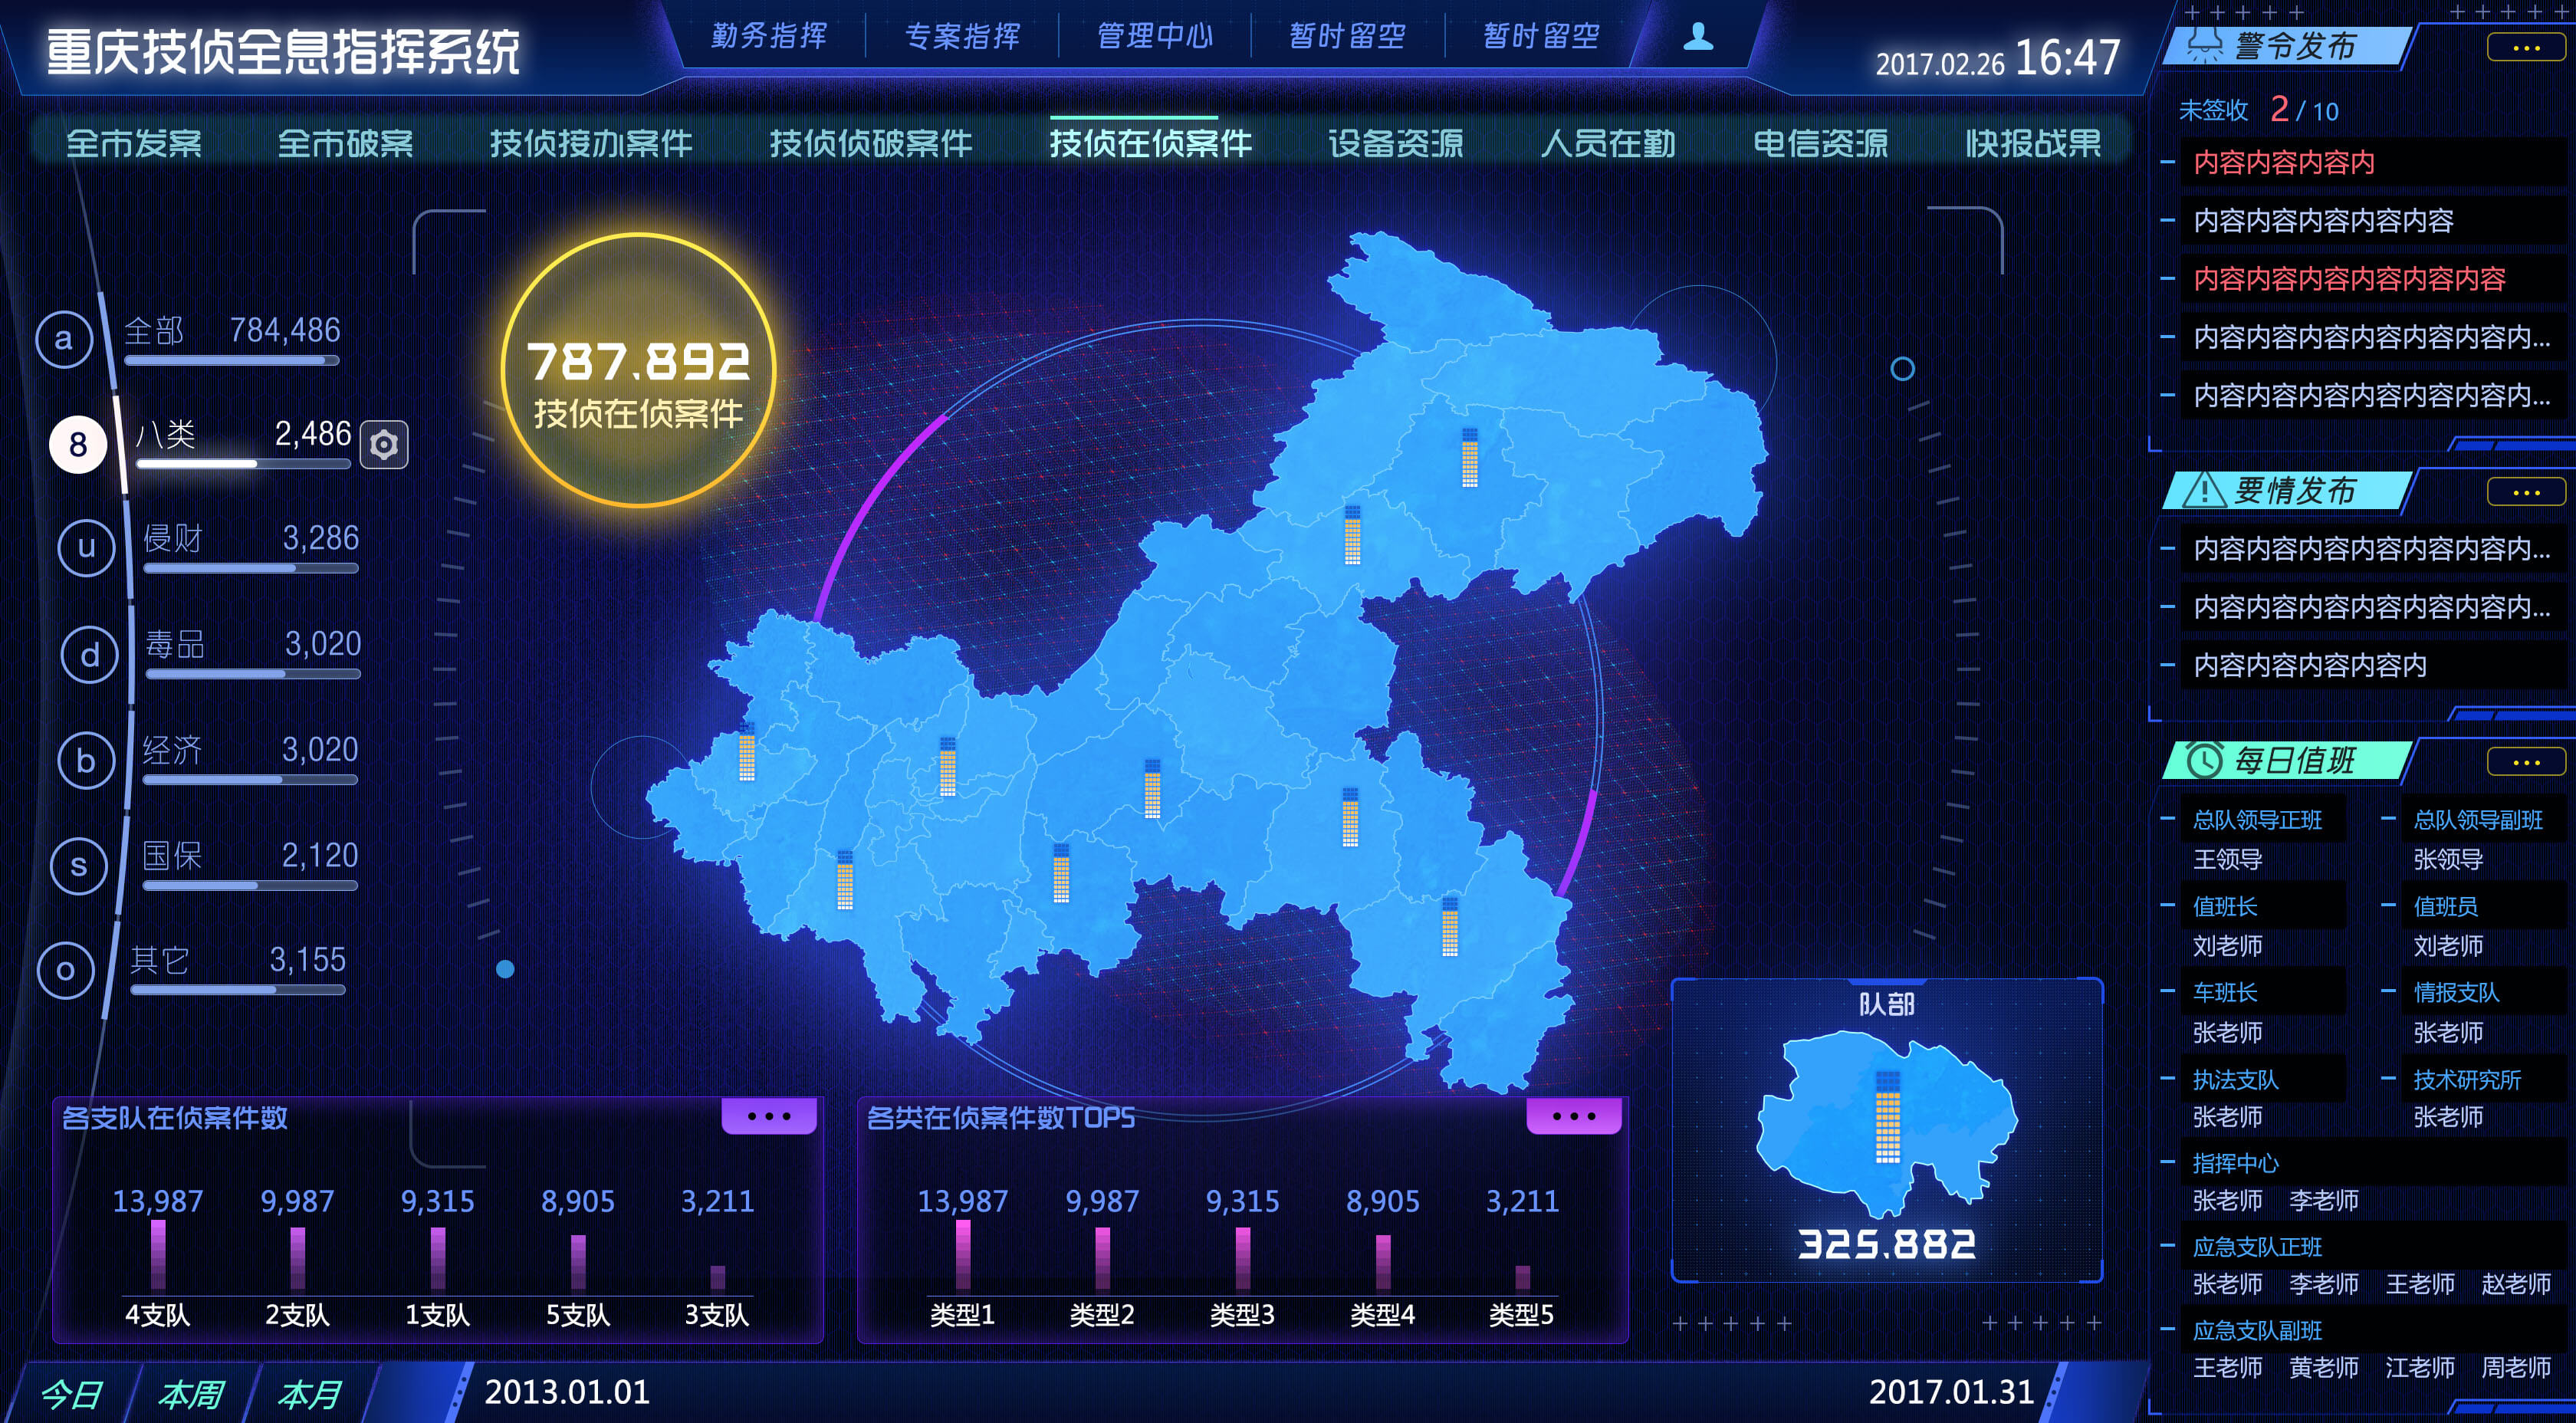 重庆技侦全息指挥系统
勤务指挥 专案指挥 管理中心 暂时留空 暂时留空
2017.02.26 16:47
全市发案 全市破案 技侦接办案件 技侦侦破案件 技侦在侦案件 设备资源 人员在勤 电信资源 快报战果
a 全部 784,486
8 八类 2,486
u 侵财 3,286
d 毒品 3,020
b 经济 3,020
s 国保 2,120
o 其它 3,155
787.892
技侦在侦案件
队部
325.882
各支队在侦案件数
13,987 9,987 9,315 8,905 3,211
4支队 2支队 1支队 5支队 3支队
各类在侦案件数TOP5
13,987 9,987 9,315 8,905 3,211
类型1 类型2 类型3 类型4 类型5
今日 本周 本月
2013.01.01
2017.01.31
警令发布
未签收 2 / 10
内容内容内容内
内容内容内容内容内容
内容内容内容内容内容内容
内容内容内容内容内容内容内...
内容内容内容内容内容内容内...
要情发布
内容内容内容内容内容内容内...
内容内容内容内容内容内容内...
内容内容内容内容内
每日值班
总队领导正班 总队领导副班
王领导 张领导
值班长 值班员
刘老师 刘老师
车班长 情报支队
张老师 张老师
执法支队 技术研究所
张老师 张老师
指挥中心
张老师 李老师
应急支队正班
张老师 李老师 王老师 赵老师
应急支队副班
王老师 黄老师 江老师 周老师